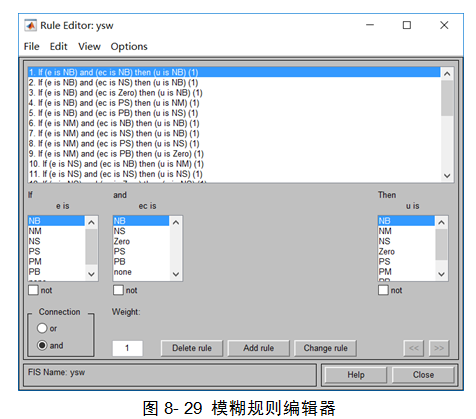 Rule Editor: ysw
File Edit View Options
1. If (e is NB) and (ec is NB) then (u is NB) (1)
2. If (e is NB) and (ec is NS) then (u is NB) (1)
3. If (e is NB) and (ec is Zero) then (u is NB) (1)
4. If (e is NB) and (ec is PS) then (u is NM) (1)
5. If (e is NB) and (ec is PB) then (u is NS) (1)
6. If (e is NM) and (ec is NB) then (u is NM) (1)
7. If (e is NM) and (ec is NS) then (u is NS) (1)
8. If (e is NM) and (ec is PS) then (u is NM) (1)
9. If (e is NM) and (ec is PB) then (u is Zero) (1)
10. If (e is NS) and (ec is NB) then (u is NM) (1)
11. If (e is NS) and (ec is NS) then (u is NS) (1)
If and Then
e is ec is u is
NB NB NB
NM NS NM
NS Zero NS
PS PS Zero
PM PB PS
PB none PM
none PB
not not not
Connection Weight:
or
and 1 Delete rule Add rule Change rule << >>
FIS Name: ysw Help Close
图 8- 29 模糊规则编辑器